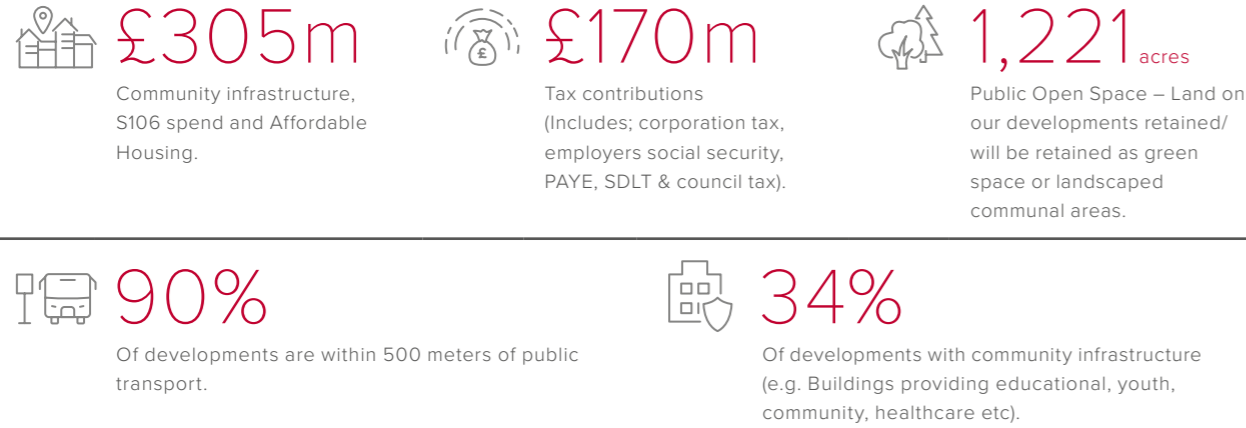 £305m
Community infrastructure,
S106 spend and Affordable
Housing.
£
£170m
Tax contributions
(Includes; corporation tax,
employers social security,
PAYE, SDLT & council tax).
1,221 acres
Public Open Space – Land on
our developments retained/
will be retained as green
space or landscaped
communal areas.
90%
Of developments are within 500 meters of public
transport.
34%
Of developments with community infrastructure
(e.g. Buildings providing educational, youth,
community, healthcare etc).